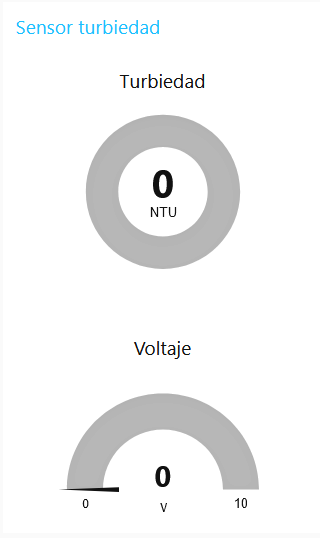 Sensor turbiedad
Turbiedad
0
NTU
Voltaje
0
0
V
10